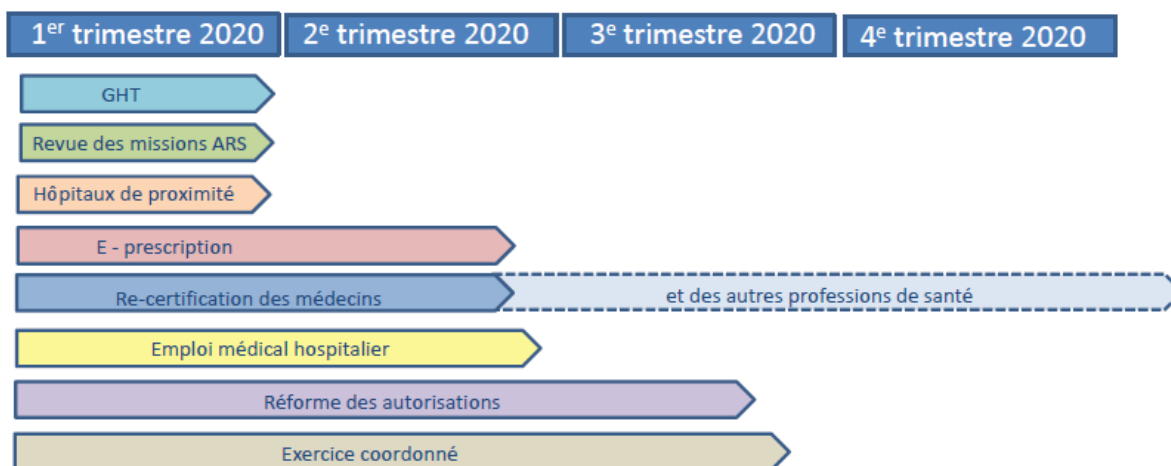 1er trimestre 2020
2e trimestre 2020
3e trimestre 2020
4e trimestre 2020
GHT
Revue des missions ARS
Hôpitaux de proximité
E - prescription
Re-certification des médecins
et des autres professions de santé
Emploi médical hospitalier
Réforme des autorisations
Exercice coordonné